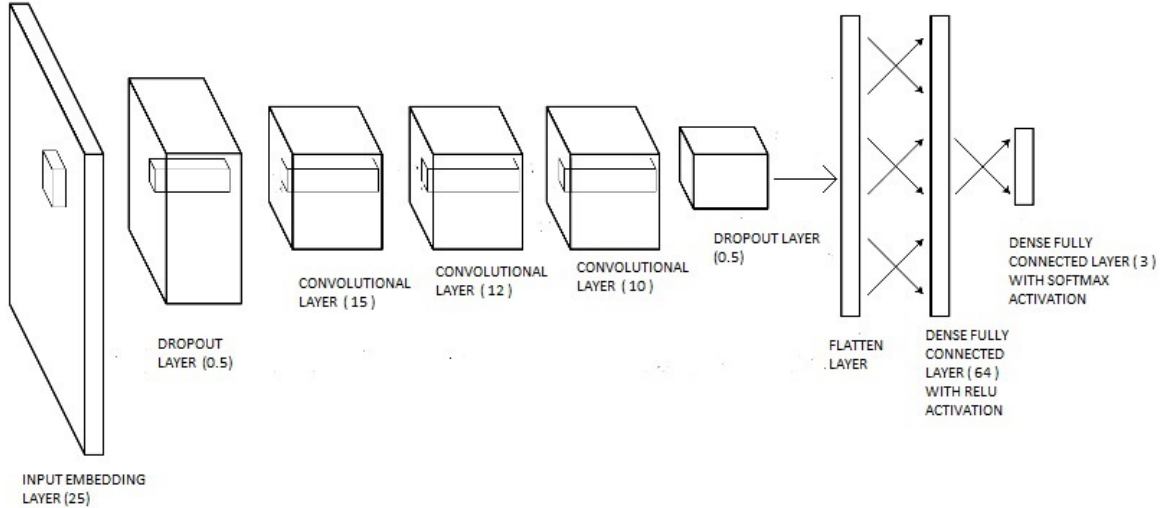 INPUT EMBEDDING
LAYER (25)
DROPOUT
LAYER (0.5)
CONVOLUTIONAL
LAYER ( 15 )
CONVOLUTIONAL
LAYER ( 12 )
CONVOLUTIONAL
LAYER ( 10 )
DROPOUT LAYER
(0.5)
FLATTEN
LAYER
DENSE FULLY
CONNECTED
LAYER ( 64 )
WITH RELU
ACTIVATION
DENSE FULLY
CONNECTED LAYER ( 3 )
WITH SOFTMAX
ACTIVATION